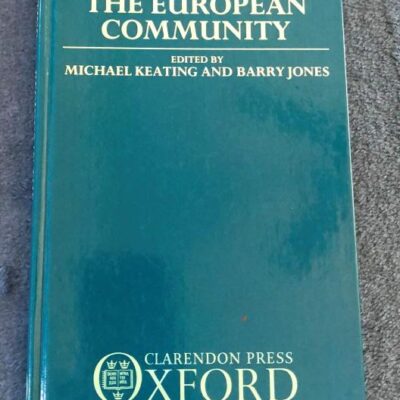 THE EUROPEAN
COMMUNITY
EDITED BY
MICHAEL KEATING AND BARRY JONES
CLARENDON PRESS
OXFORD